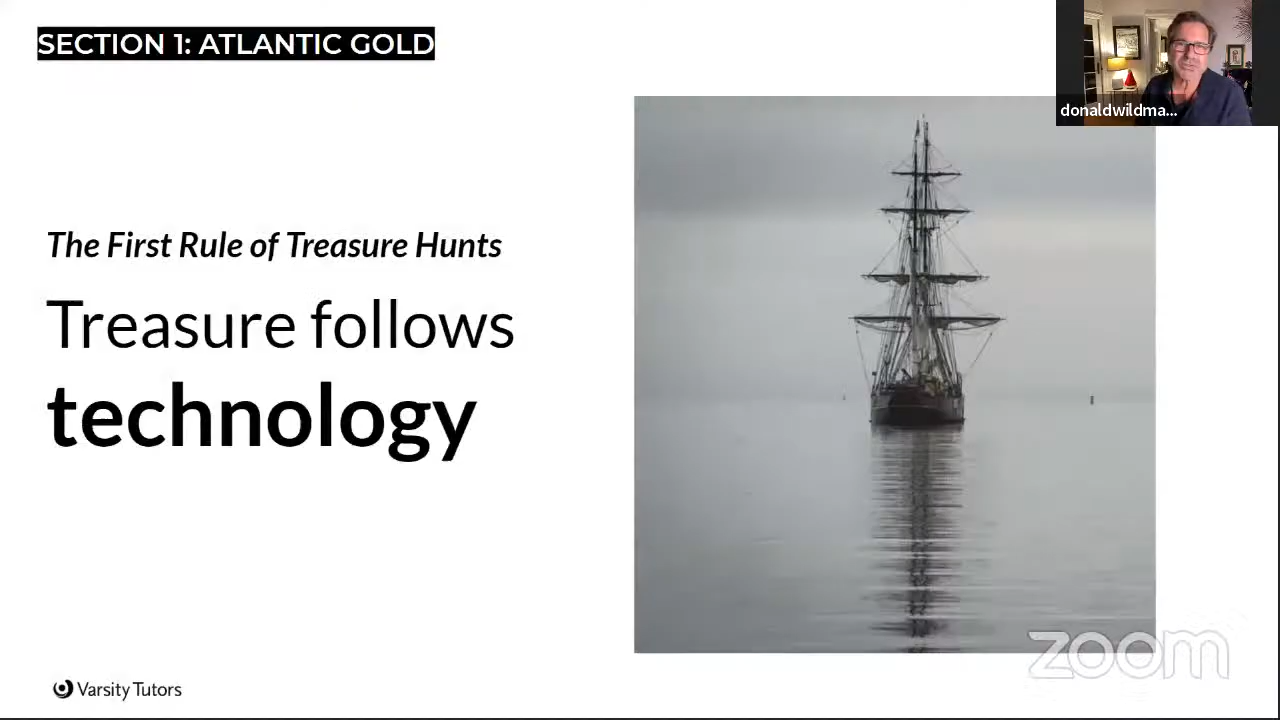 SECTION 1: ATLANTIC GOLD
donaldwildma...
The First Rule of Treasure Hunts
Treasure follows
technology
zoom
Varsity Tutors